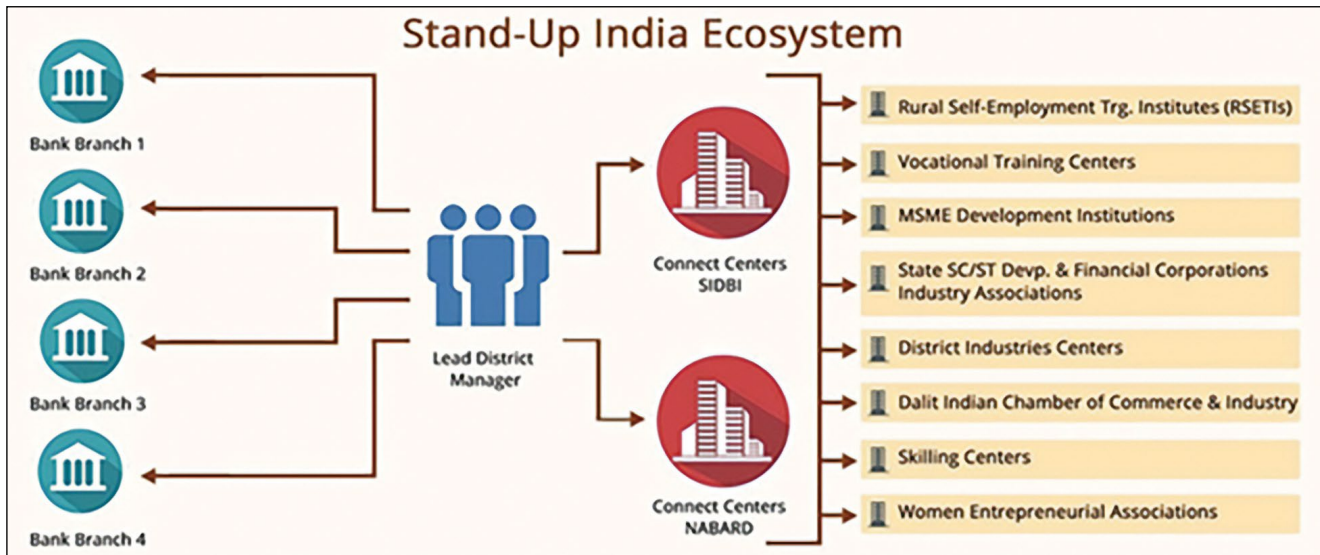 Stand-Up India Ecosystem
Bank Branch 1
Bank Branch 2
Bank Branch 3
Bank Branch 4
Lead District
Manager
Connect Centers
SIDBI
Connect Centers
NABARD
Rural Self-Employment Trg. Institutes (RSETIs)
Vocational Training Centers
MSME Development Institutions
State SC/ST Devp. & Financial Corporations
Industry Associations
District Industries Centers
Dalit Indian Chamber of Commerce & Industry
Skilling Centers
Women Entrepreneurial Associations